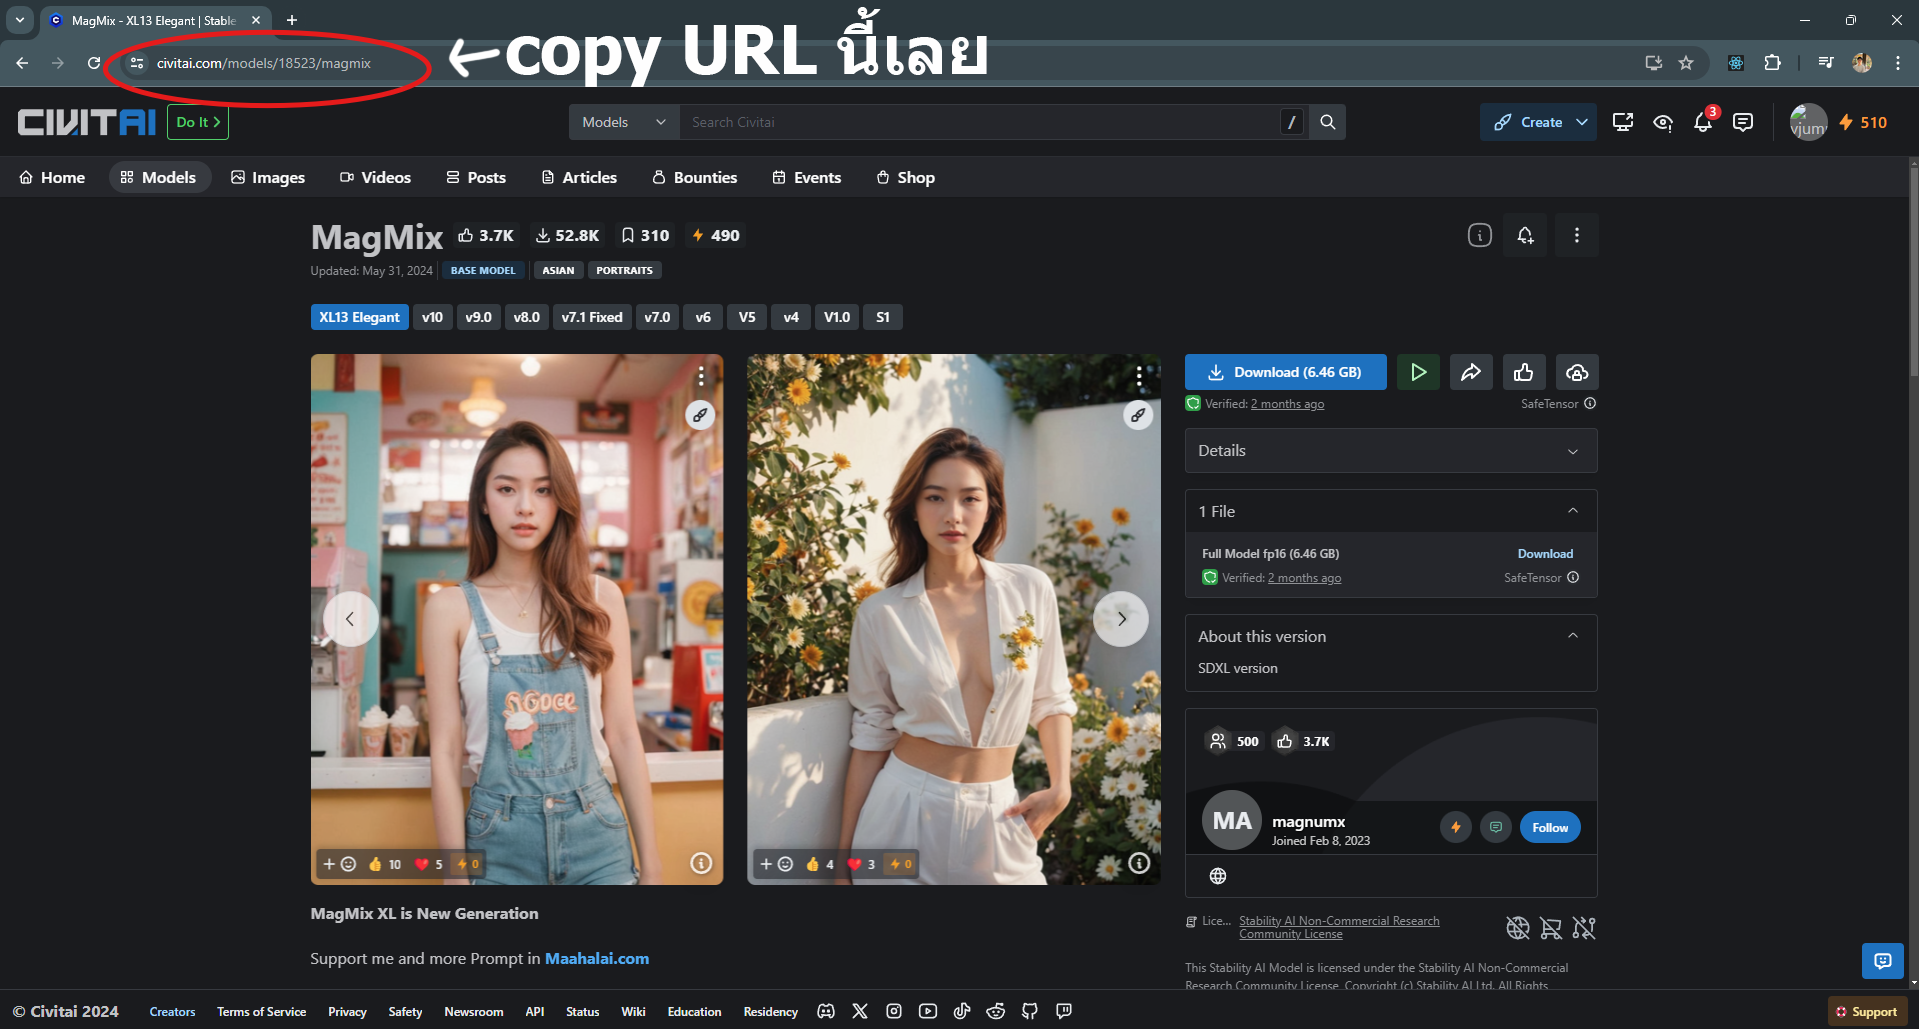 MagMix - XL13 Elegant | Stable
civitai.com/models/18523/magmix
copy URL นี้เลย
CIVITAI
Do It
Models
Search Civitai
/
Create
3
vjum
510
Home
Models
Images
Videos
Posts
Articles
Bounties
Events
Shop
MagMix
3.7K
52.8K
310
490
Updated: May 31, 2024
BASE MODEL
ASIAN
PORTRAITS
XL13 Elegant
v10
v9.0
v8.0
v7.1 Fixed
v7.0
v6
V5
v4
V1.0
S1
10
5
0
4
3
0
MagMix XL is New Generation
Support me and more Prompt in Maahalai.com
Download (6.46 GB)
Verified: 2 months ago
SafeTensor
Details
1 File
Full Model fp16 (6.46 GB)
Download
Verified: 2 months ago
SafeTensor
About this version
SDXL version
500
3.7K
MA
magnumx
Joined Feb 8, 2023
Follow
Lice...
Stability AI Non-Commercial Research
Community License
This Stability AI Model is licensed under the Stability AI Non-Commercial
Research Community License, Copyright (c) Stability AI Ltd. All Rights
© Civitai 2024
Creators
Terms of Service
Privacy
Safety
Newsroom
API
Status
Wiki
Education
Residency
Support